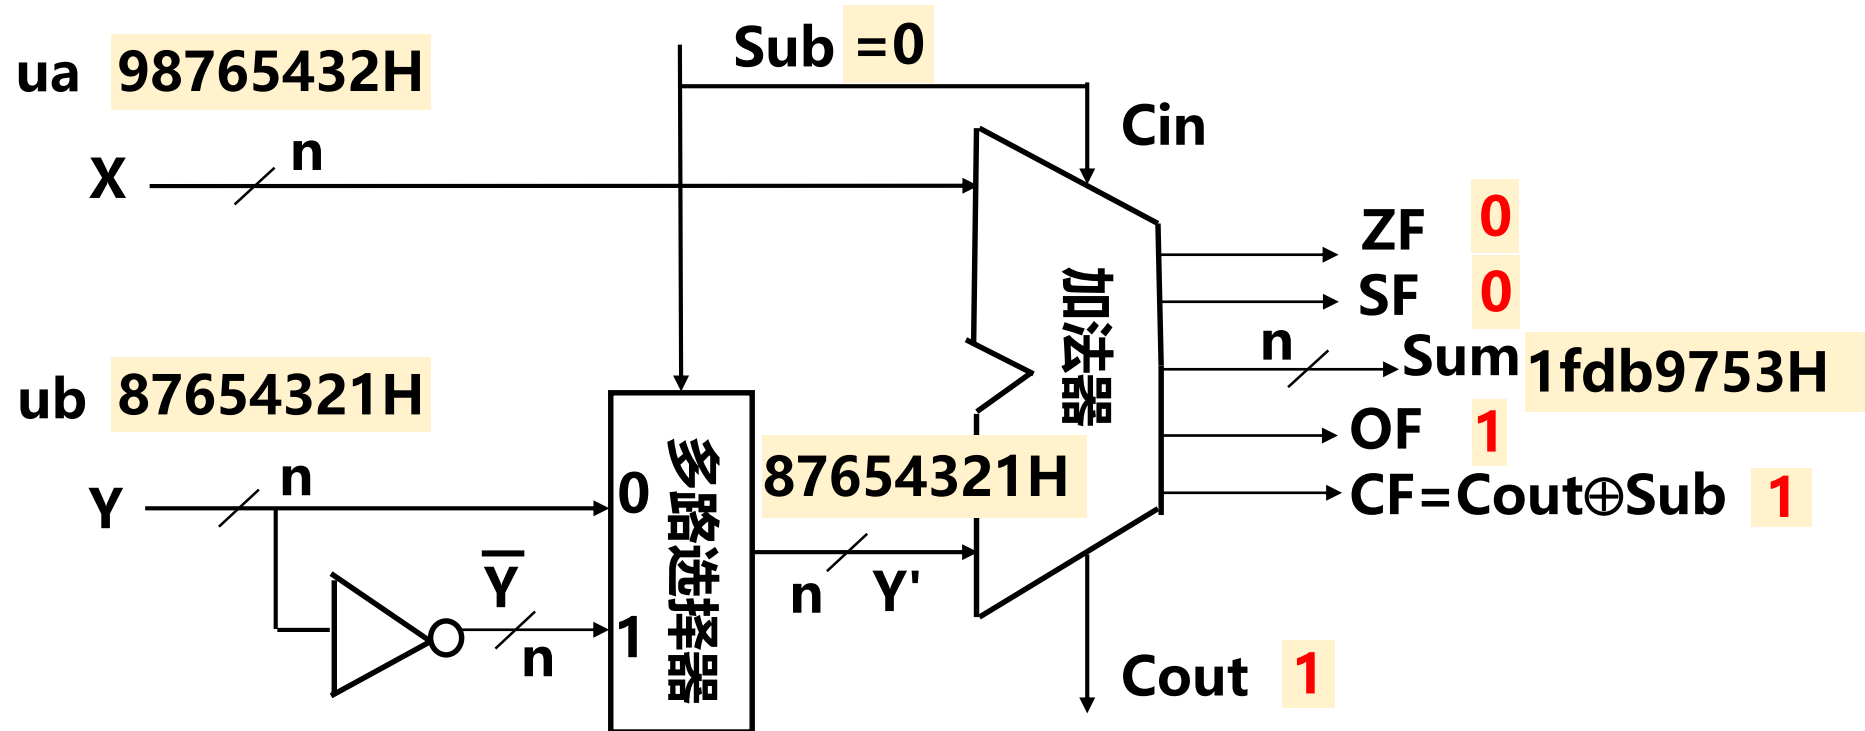 Sub =0
ua 98765432H
Cin
n
X
ZF 0
SF 0
加法器
n
Sum 1fdb9753H
ub 87654321H
OF 1
87654321H
n
0
多路选择器
CF=Cout⊕Sub 1
Y
n Y'
Y̅
1
n
Cout 1